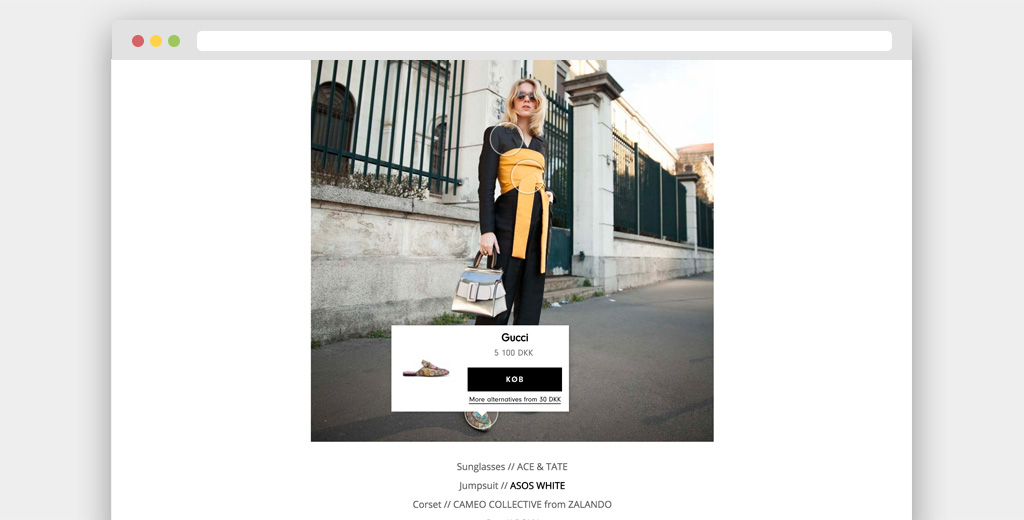 Gucci
5 100 DKK
KØB
More alternatives from 30 DKK
Sunglasses // ACE & TATE
Jumpsuit // ASOS WHITE
Corset // CAMEO COLLECTIVE from ZALANDO